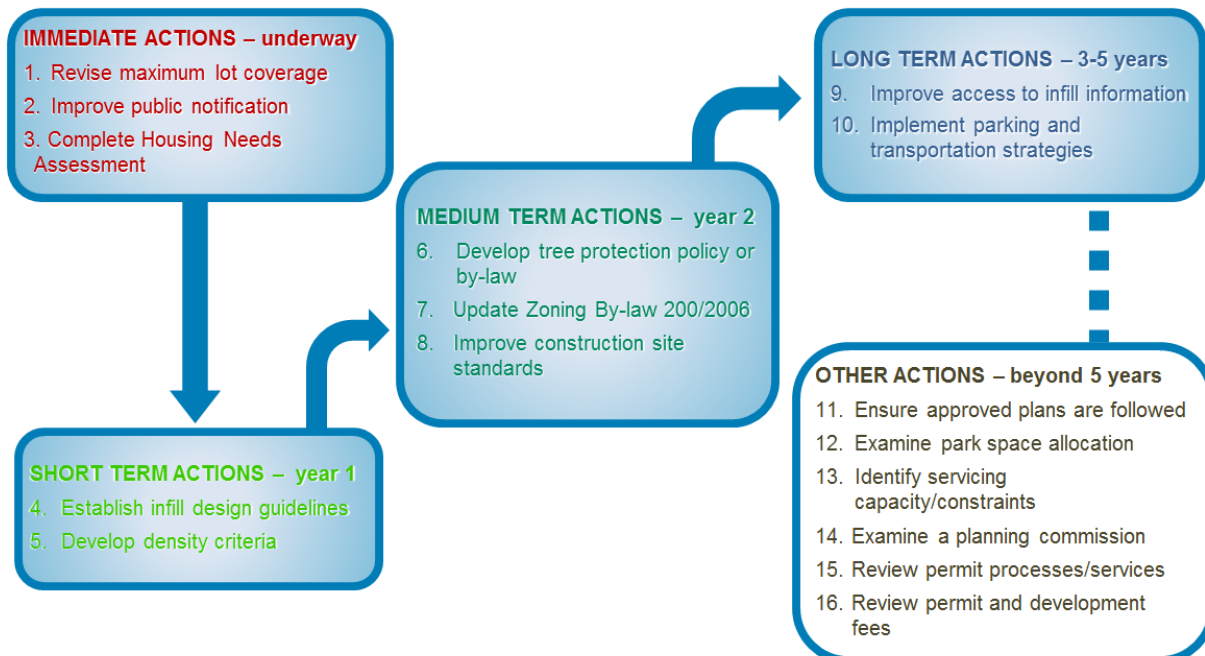 IMMEDIATE ACTIONS – underway
1. Revise maximum lot coverage
2. Improve public notification
3. Complete Housing Needs
Assessment
SHORT TERM ACTIONS – year 1
4. Establish infill design guidelines
5. Develop density criteria
MEDIUM TERM ACTIONS – year 2
6. Develop tree protection policy or
by-law
7. Update Zoning By-law 200/2006
8. Improve construction site
standards
LONG TERM ACTIONS – 3-5 years
9. Improve access to infill information
10. Implement parking and
transportation strategies
OTHER ACTIONS – beyond 5 years
11. Ensure approved plans are followed
12. Examine park space allocation
13. Identify servicing
capacity/constraints
14. Examine a planning commission
15. Review permit processes/services
16. Review permit and development
fees